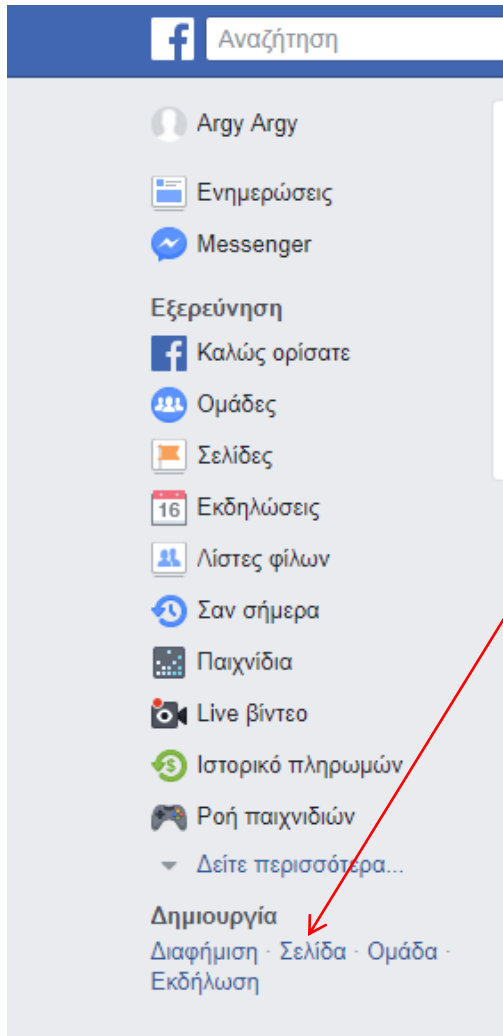 f Αναζήτηση
Argy Argy
Ενημερώσεις
Messenger
Εξερεύνηση
Καλώς ορίσατε
Ομάδες
Σελίδες
16 Εκδηλώσεις
Λίστες φίλων
Σαν σήμερα
Παιχνίδια
Live βίντεο
Ιστορικό πληρωμών
Ροή παιχνιδιών
Δείτε περισσότερα...
Δημιουργία
Διαφήμιση · Σελίδα · Ομάδα ·
Εκδήλωση